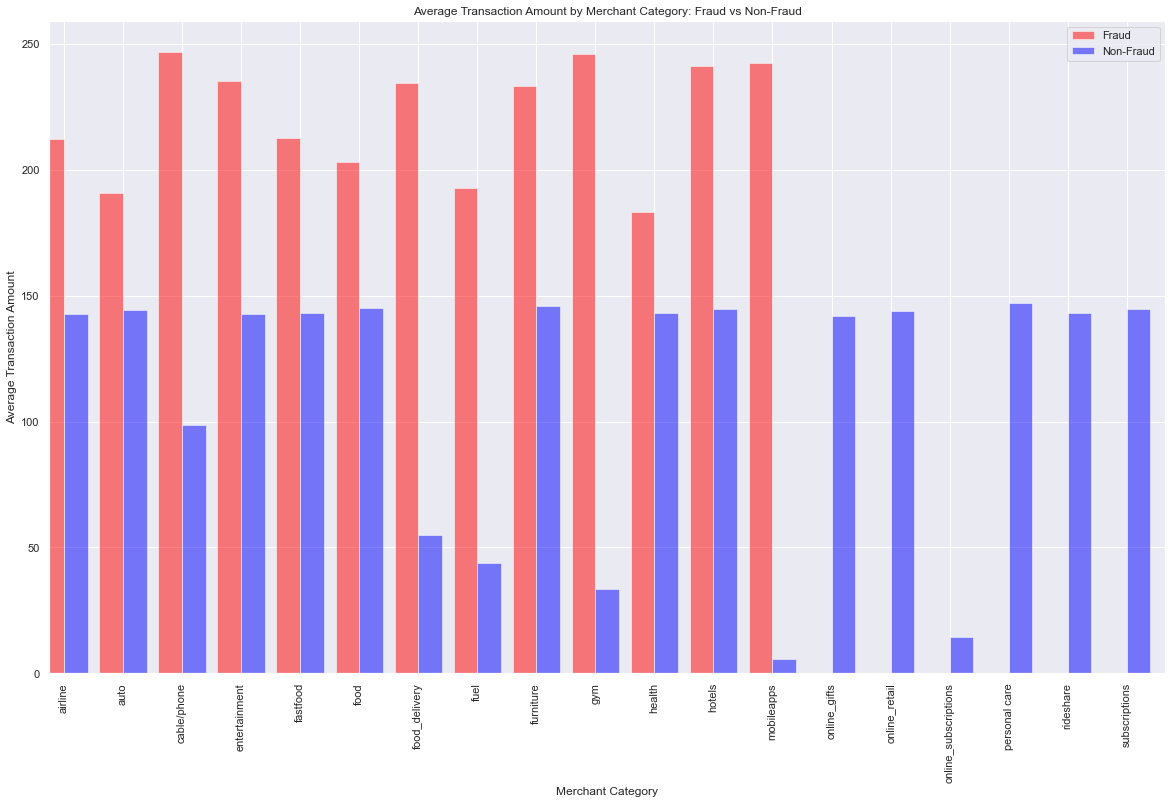 Average Transaction Amount by Merchant Category: Fraud vs Non-Fraud
Fraud
Non-Fraud
Average Transaction Amount
250
200
150
100
50
0
airline
auto
cable/phone
entertainment
fastfood
food
food_delivery
fuel
furniture
gym
health
hotels
mobileapps
online_gifts
online_retail
online_subscriptions
personal care
rideshare
subscriptions
Merchant Category